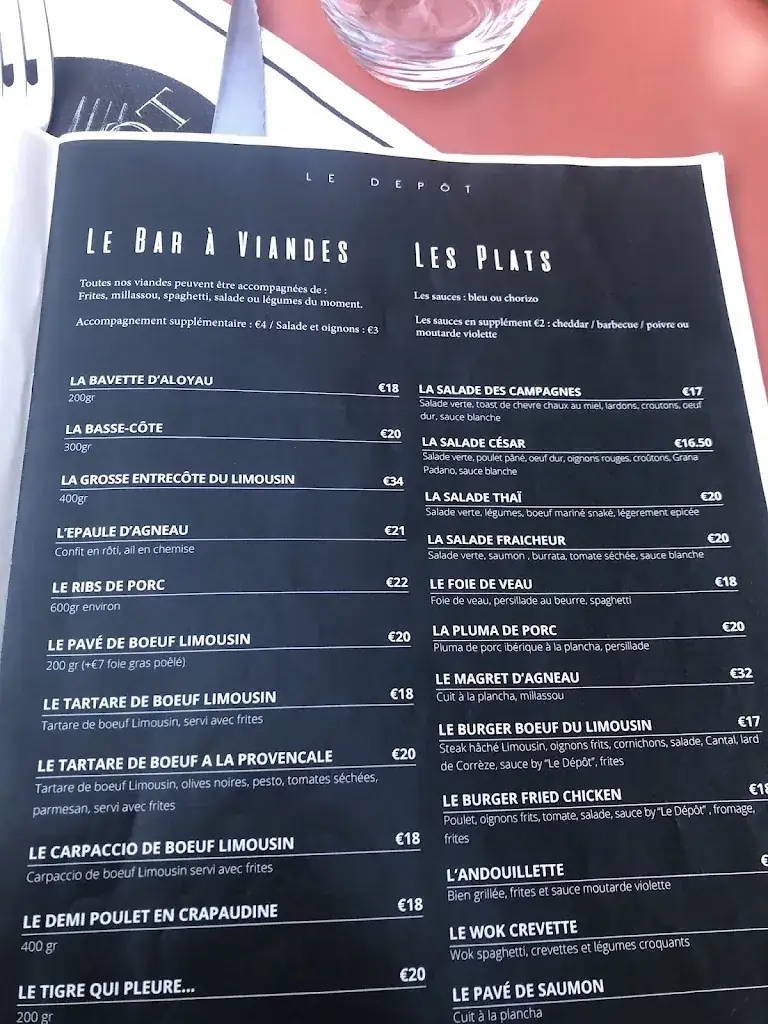 LE DEPÔT
LE BAR À VIANDES
Toutes nos viandes peuvent être accompagnées de :
Frites, millassou, spaghetti, salade ou légumes du moment.
Accompagnement supplémentaire : €4 / Salade et oignons : €3
LA BAVETTE D'ALOYAU €18
200gr
LA BASSE-CÔTE €20
300gr
LA GROSSE ENTRECÔTE DU LIMOUSIN €34
400gr
L'EPAULE D'AGNEAU €21
Confit en rôti, ail en chemise
LE RIBS DE PORC €22
600gr environ
LE PAVÉ DE BOEUF LIMOUSIN €20
200 gr (+€7 foie gras poêlé)
LE TARTARE DE BOEUF LIMOUSIN €18
Tartare de boeuf Limousin, servi avec frites
LE TARTARE DE BOEUF A LA PROVENCALE €20
Tartare de boeuf Limousin, olives noires, pesto, tomates séchées,
parmesan, servi avec frites
LE CARPACCIO DE BOEUF LIMOUSIN €18
Carpaccio de boeuf Limousin servi avec frites
LE DEMI POULET EN CRAPAUDINE €18
400 gr
LE TIGRE QUI PLEURE... €20
200 gr
LES PLATS
Les sauces : bleu ou chorizo
Les sauces en supplément €2 : cheddar / barbecue / poivre ou
moutarde violette
LA SALADE DES CAMPAGNES €17
Salade verte, toast de chevre chaux au miel, lardons, croutons, oeuf
dur, sauce blanche
LA SALADE CÉSAR €16.50
Salade verte, poulet pâné, oeuf dur, oignons rouges, croûtons, Grana
Padano, sauce blanche
LA SALADE THAÏ €20
Salade verte, légumes, boeuf mariné snaké, légerement epicée
LA SALADE FRAICHEUR €20
Salade verte, saumon , burrata, tomate séchée, sauce blanche
LE FOIE DE VEAU €18
Foie de veau, persillade au beurre, spaghetti
LA PLUMA DE PORC €20
Pluma de porc ibérique à la plancha, persillade
LE MAGRET D'AGNEAU €32
Cuit à la plancha, millassou
LE BURGER BOEUF DU LIMOUSIN €17
Steak hâché Limousin, oignons frits, cornichons, salade, Cantal, lard
de Corrèze, sauce by "Le Dépôt", frites
LE BURGER FRIED CHICKEN €18
Poulet, oignons frits, tomate, salade, sauce by "Le Dépôt" , fromage,
frites
L'ANDOUILLETTE €
Bien grillée, frites et sauce moutarde violette
LE WOK CREVETTE
Wok spaghetti, crevettes et légumes croquants
LE PAVÉ DE SAUMON
Cuit à la plancha